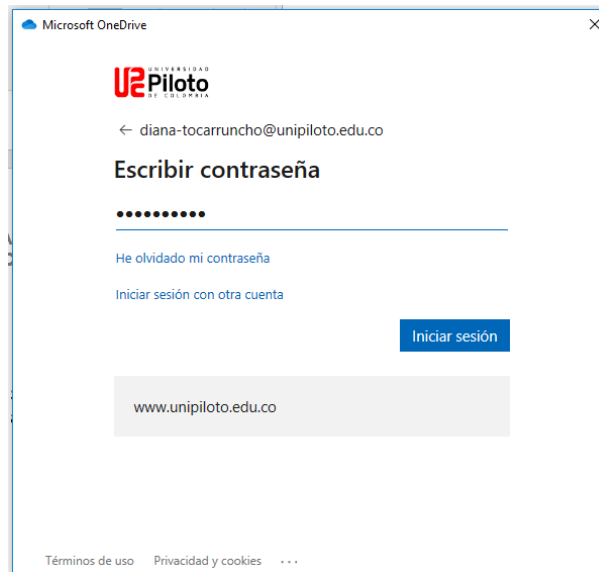 Microsoft OneDrive
UNIVERSIDAD
Piloto
DE COLOMBIA
diana-tocarruncho@unipiloto.edu.co
Escribir contraseña
He olvidado mi contraseña
Iniciar sesión con otra cuenta
Iniciar sesión
www.unipiloto.edu.co
Términos de uso Privacidad y cookies ...